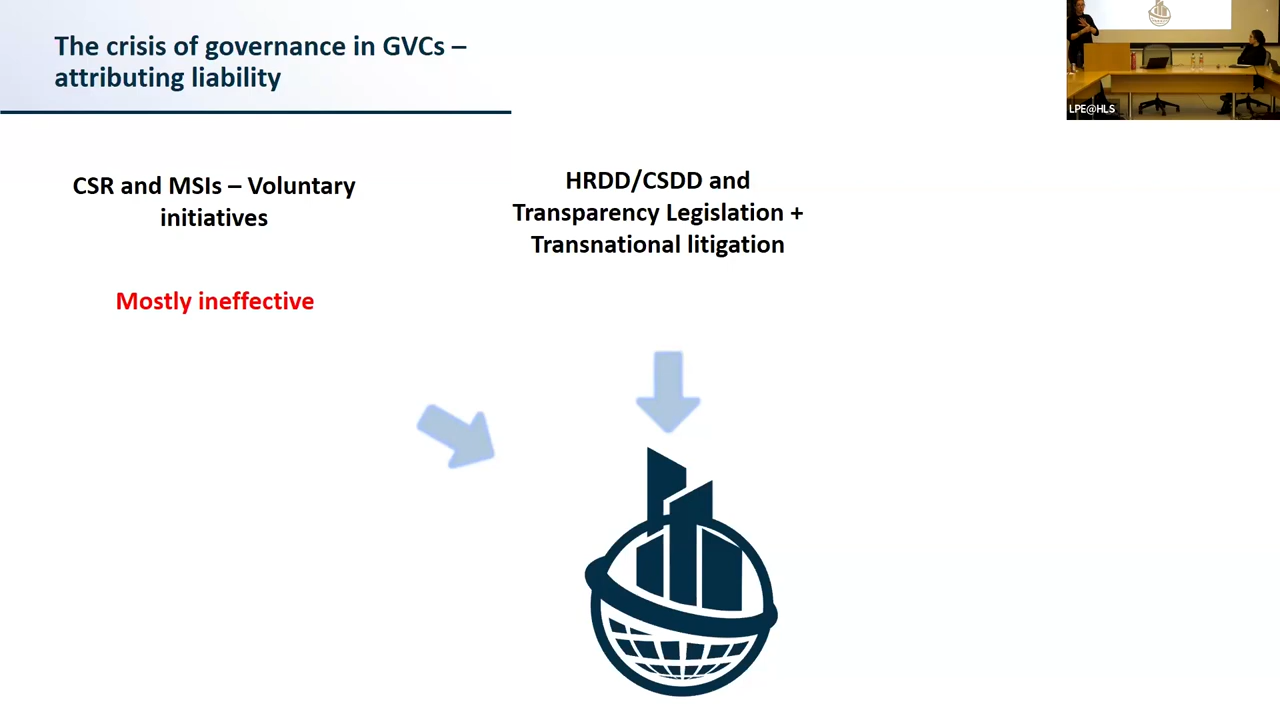 The crisis of governance in GVCs –
attributing liability
LPE@HLS
CSR and MSIs – Voluntary
initiatives
Mostly ineffective
HRDD/CSDD and
Transparency Legislation +
Transnational litigation